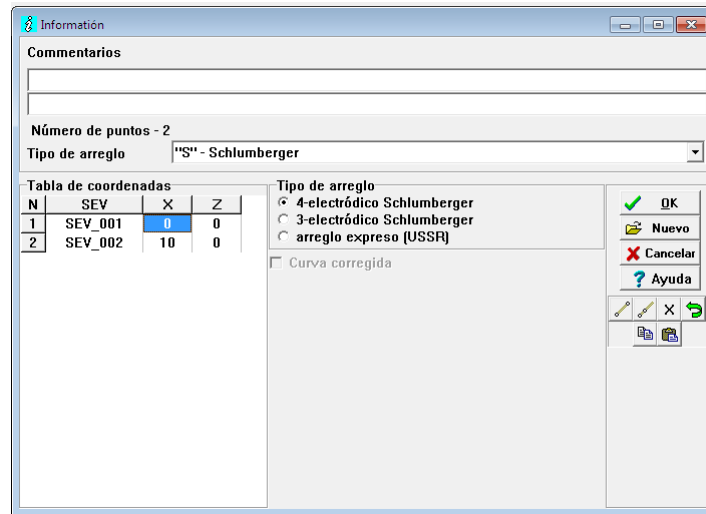 Informatión
Commentarios
Número de puntos - 2
Tipo de arreglo "S" - Schlumberger
Tabla de coordenadas
N SEV X Z
1 SEV_001 0 0
2 SEV_002 10 0
Tipo de arreglo
4-electródico Schlumberger
3-electródico Schlumberger
arreglo expreso (USSR)
Curva corregida
OK
Nuevo
Cancelar
Ayuda